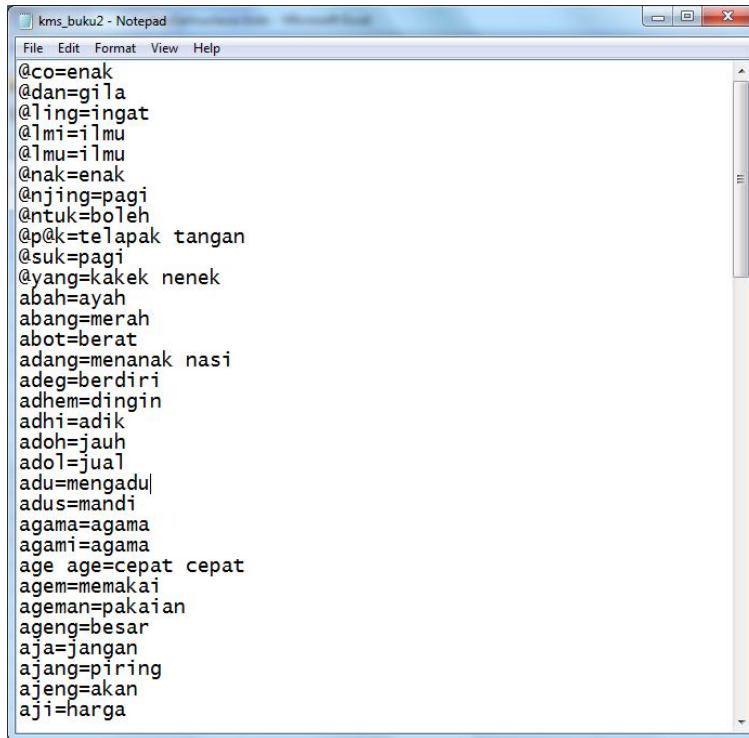 kms_buku2 - Notepad
File Edit Format View Help
@co=enak
@dan=gila
@ling=ingat
@lmi=ilmu
@lmu=ilmu
@nak=enak
@njing=pagi
@ntuk=boleh
@p@k=telapak tangan
@suk=pagi
@yang=kakek nenek
abah=ayah
abang=merah
abot=berat
adang=menanak nasi
adeg=berdiri
adhem=dingin
adhi=adik
adoh=jauh
adol=jual
adu=mengadu
adus=mandi
agama=agama
agami=agama
age age=cepat cepat
agem=memakai
ageman=pakaian
ageng=besar
aja=jangan
ajang=piring
ajeng=akan
aji=harga